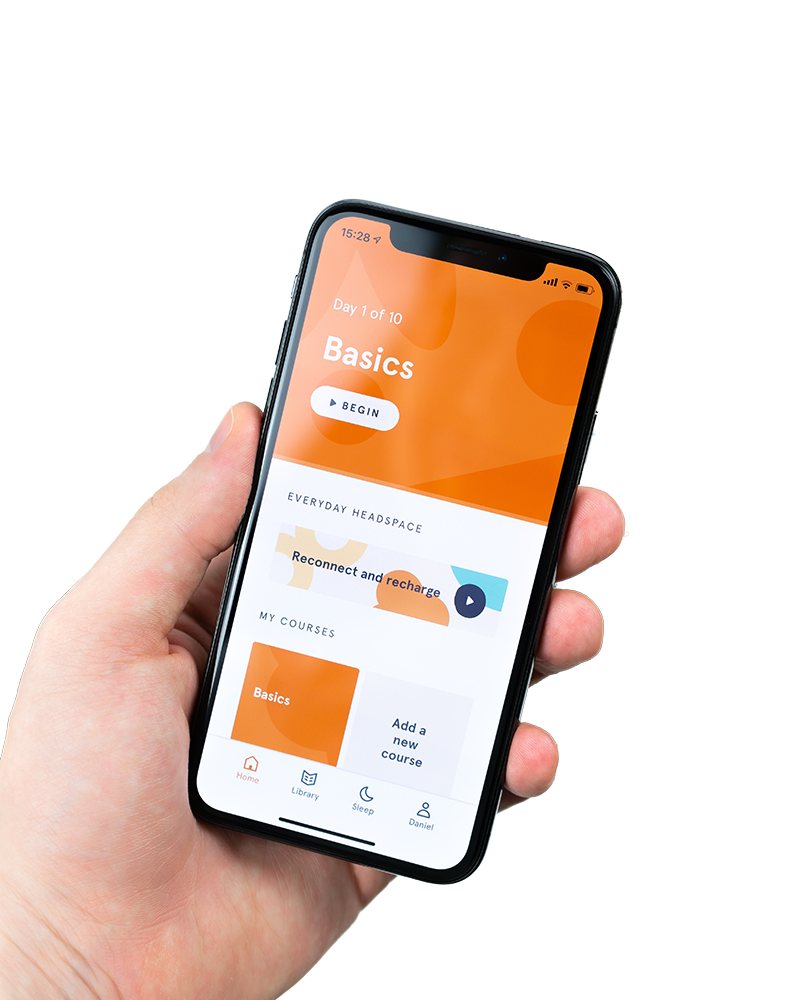 15:28
Day 1 of 10
Basics
BEGIN
EVERYDAY HEADSPACE
Reconnect and recharge
MY COURSES
Basics
Add a
new
course
Home
Library
Sleep
Daniel